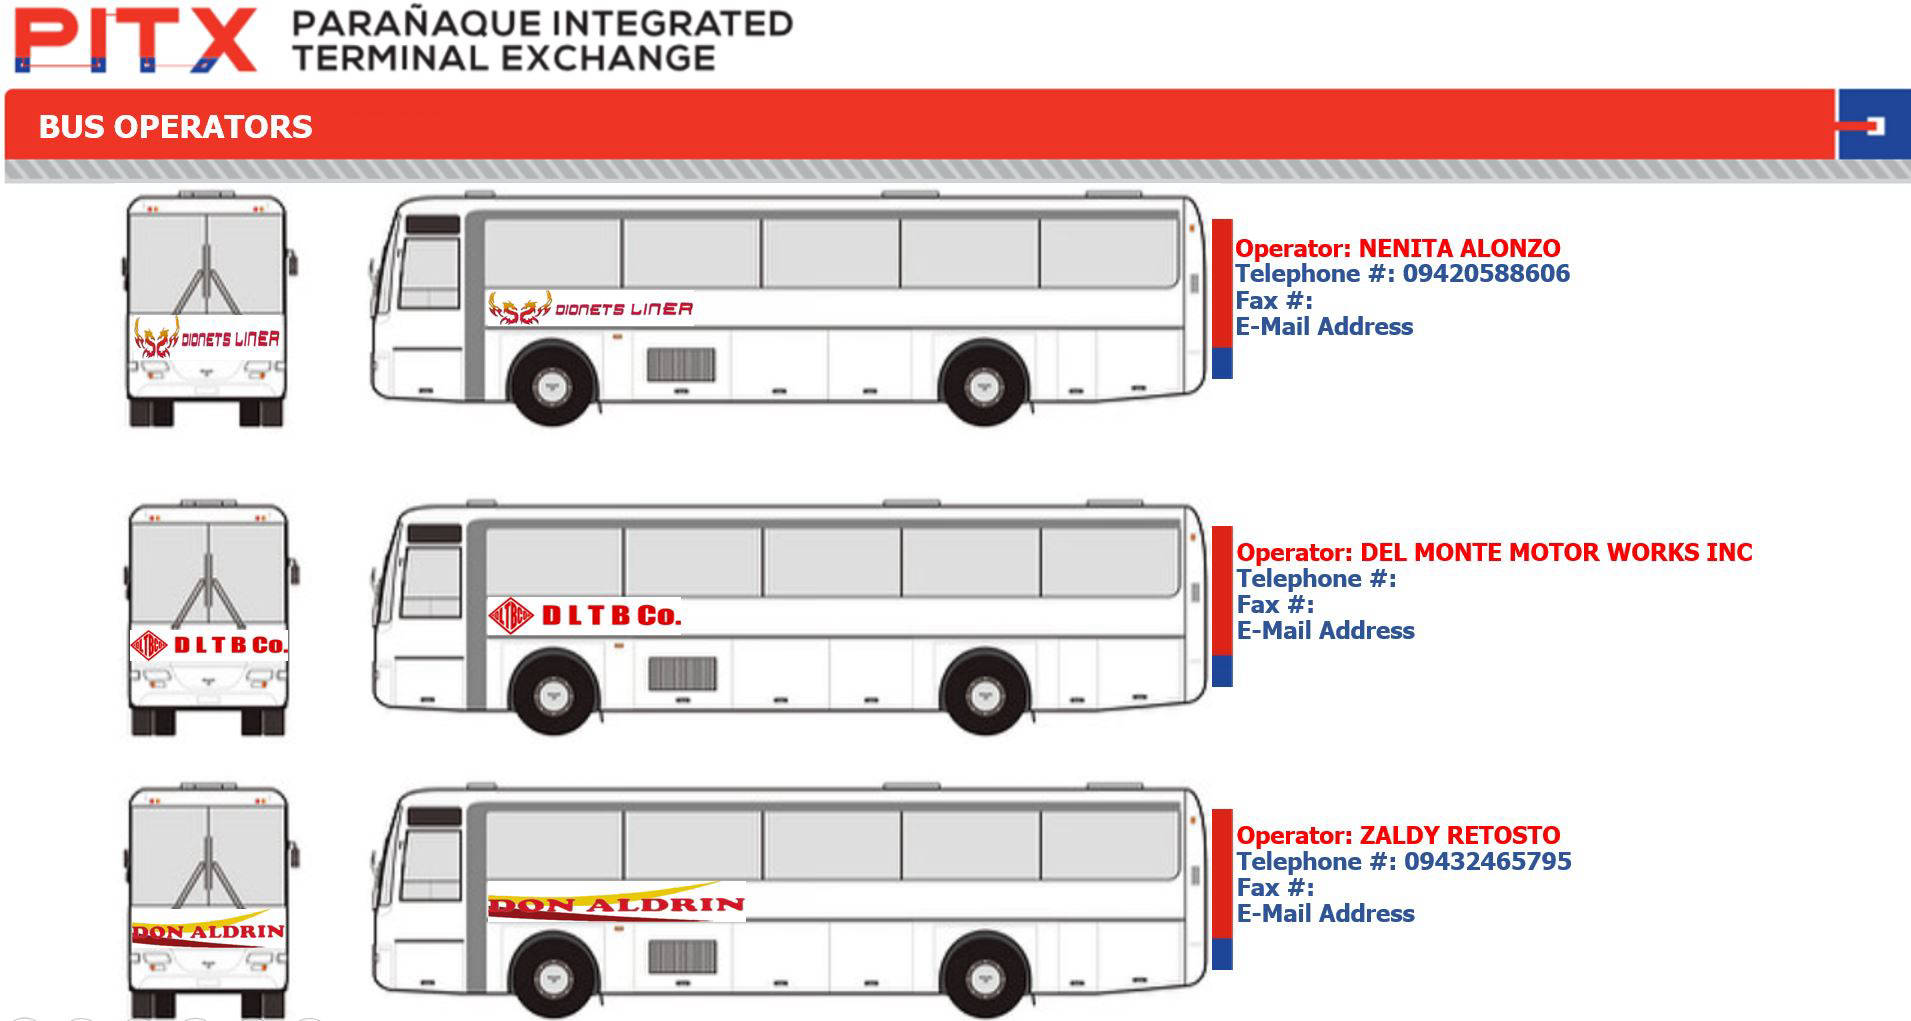 PITX PARAÑAQUE INTEGRATED
TERMINAL EXCHANGE
BUS OPERATORS
DIONETS LINER
DIONETS LINER
Operator: NENITA ALONZO
Telephone #: 09420588606
Fax #:
E-Mail Address
DLTBCO D L T B Co.
DLTBCO D L T B Co.
Operator: DEL MONTE MOTOR WORKS INC
Telephone #:
Fax #:
E-Mail Address
DON ALDRIN
DON ALDRIN
Operator: ZALDY RETOSTO
Telephone #: 09432465795
Fax #:
E-Mail Address